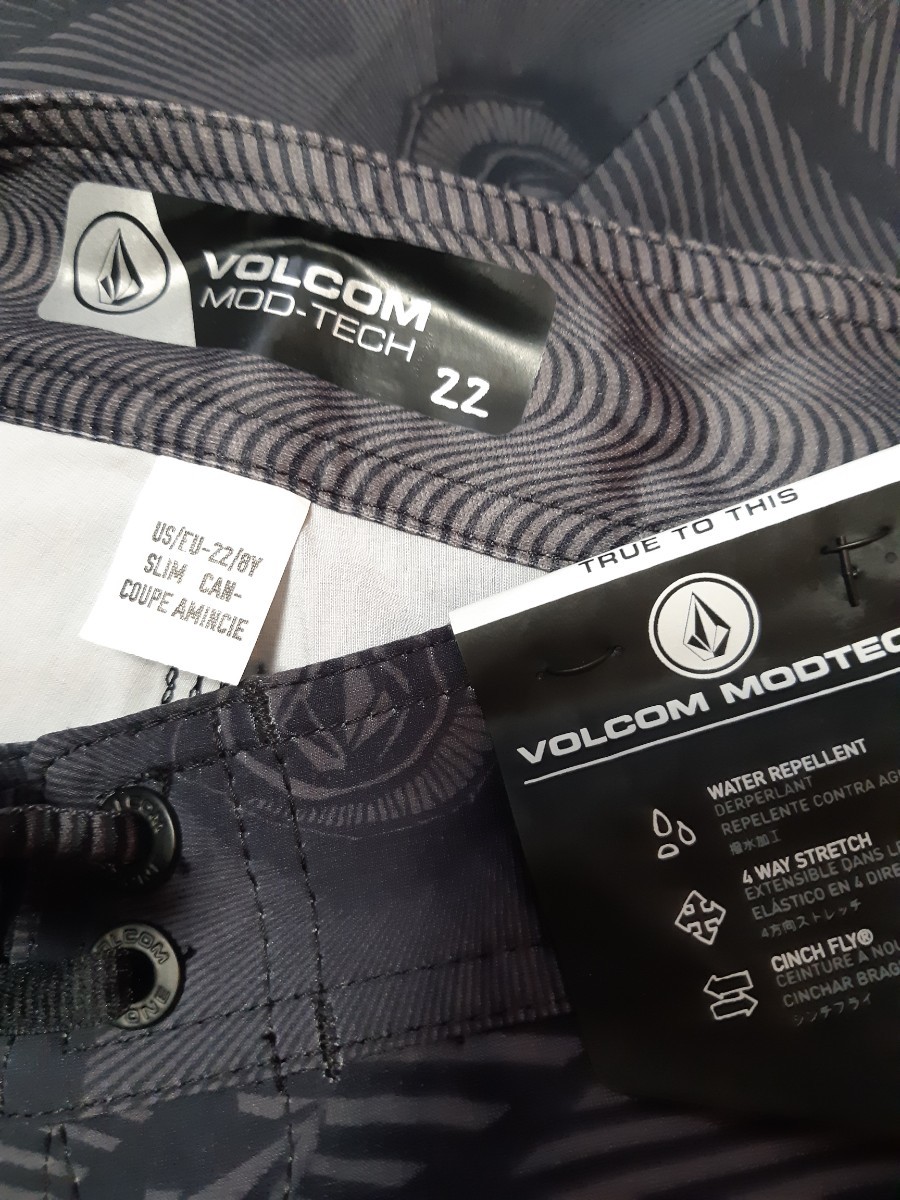 VOLCOM
MOD-TECH
22
US/EU-22/8Y
SLIM CAN-
COUPE AMINCIE
TRUE TO THIS
VOLCOM MODTEC
WATER REPELLENT
DERPERLANT
REPELENTE CONTRA AG
撥水加工
4 WAY STRETCH
EXTENSIBLE DANS LE
ELÁSTICO EN 4 DIRE
4方向ストレッチ
CINCH FLY®
CEINTURE À NOU
CINCHAR BRAG
シンチフライ
VOLCOM